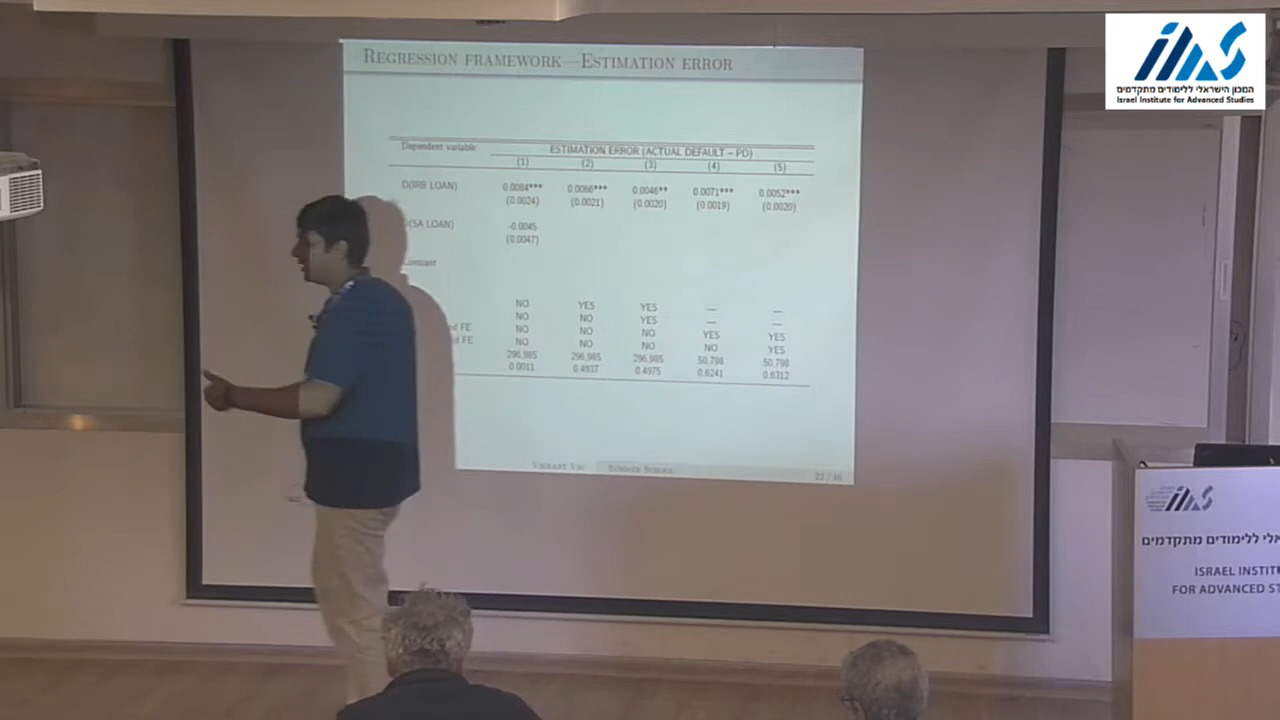 REGRESSION FRAMEWORK—ESTIMATION ERROR
Dependent variable: ESTIMATION ERROR (ACTUAL DEFAULT – PD)
(1) (2) (3) (4) (5)
D(IRB LOAN) 0.0084*** 0.0066*** 0.0046** 0.0071*** 0.0052***
(0.0024) (0.0021) (0.0020) (0.0019) (0.0020)
(SA LOAN) -0.0045
(0.0047)
Constant
NO YES YES — —
NO NO YES — —
FE NO NO NO YES YES
FE NO NO NO NO YES
296,985 296,985 296,985 50,798 50,798
0.0011 0.4937 0.4975 0.6241 0.6312
VIKRANT VIG SUMMER SCHOOL 23 / 46
המכון הישראלי ללימודים מתקדמים
Israel Institute for Advanced Studies
ללימודים מתקדמים
ISRAEL INSTIT
FOR ADVANCED ST